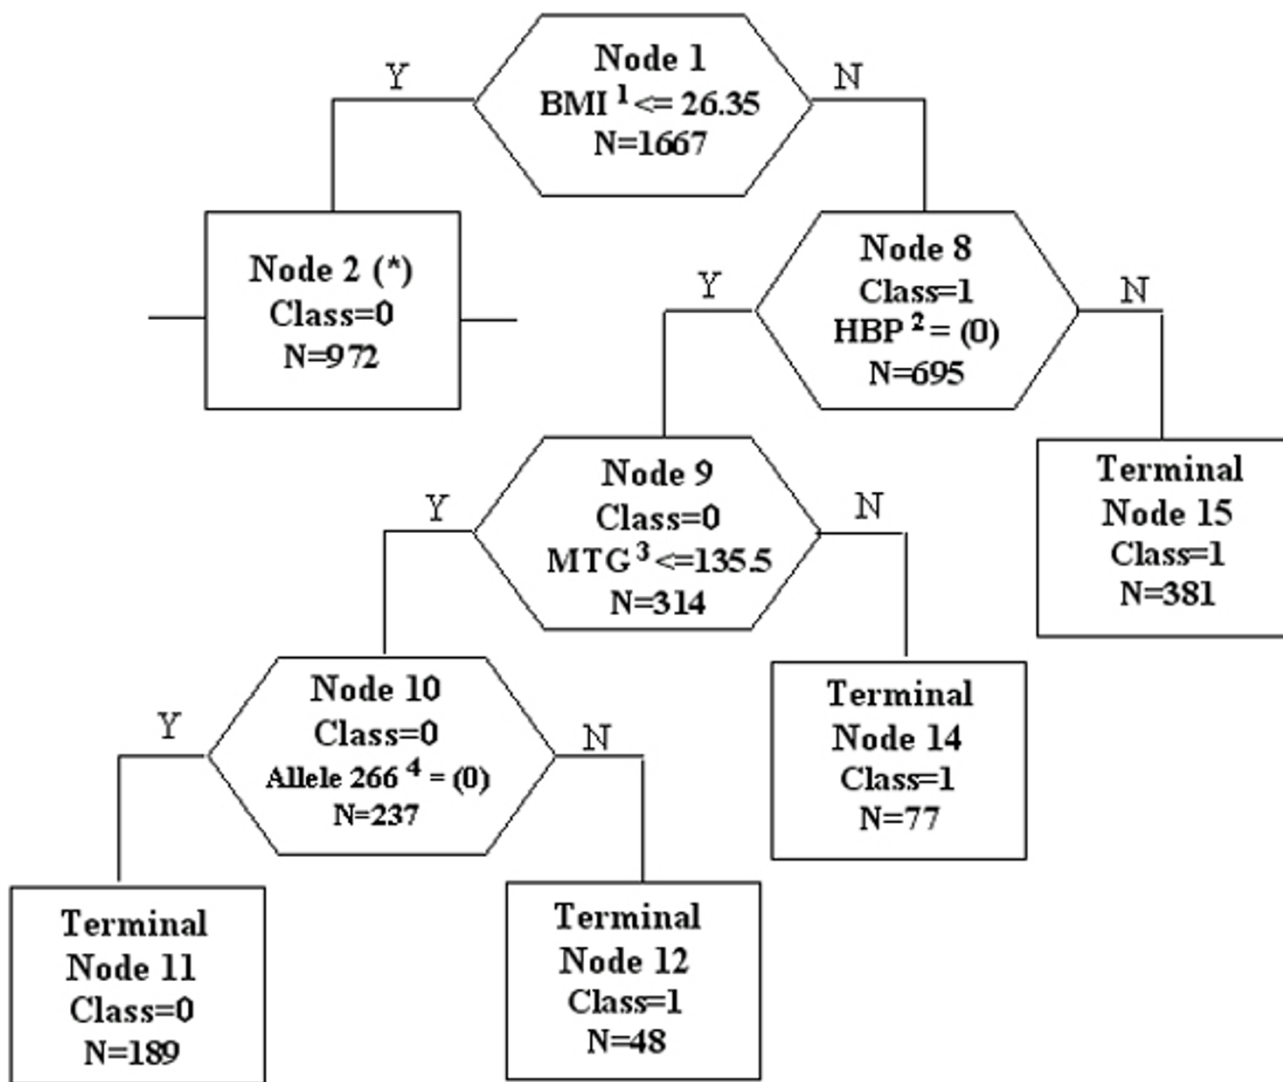 Node 1
BMI 1 <= 26.35
N=1667
Y
N
Node 2 (*)
Class=0
N=972
Node 8
Class=1
HBP 2 = (0)
N=695
Y
N
Node 9
Class=0
MTG 3 <=135.5
N=314
Y
N
Terminal
Node 15
Class=1
N=381
Node 10
Class=0
Allele 266 4 = (0)
N=237
Y
N
Terminal
Node 14
Class=1
N=77
Terminal
Node 11
Class=0
N=189
Terminal
Node 12
Class=1
N=48